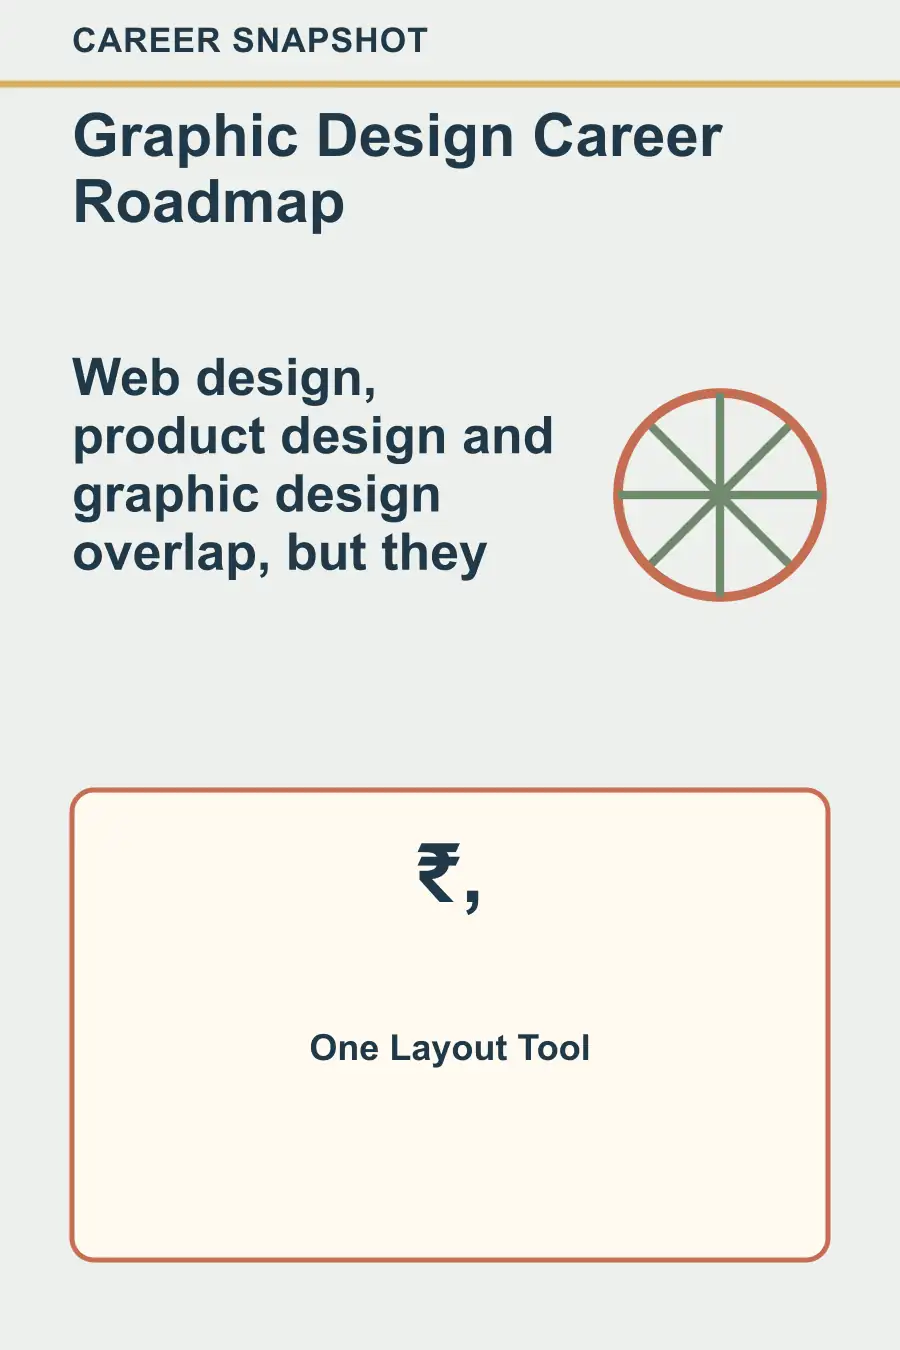 CAREER SNAPSHOT
Graphic Design Career
Roadmap
Web design,
product design and
graphic design
overlap, but they
₹,
One Layout Tool